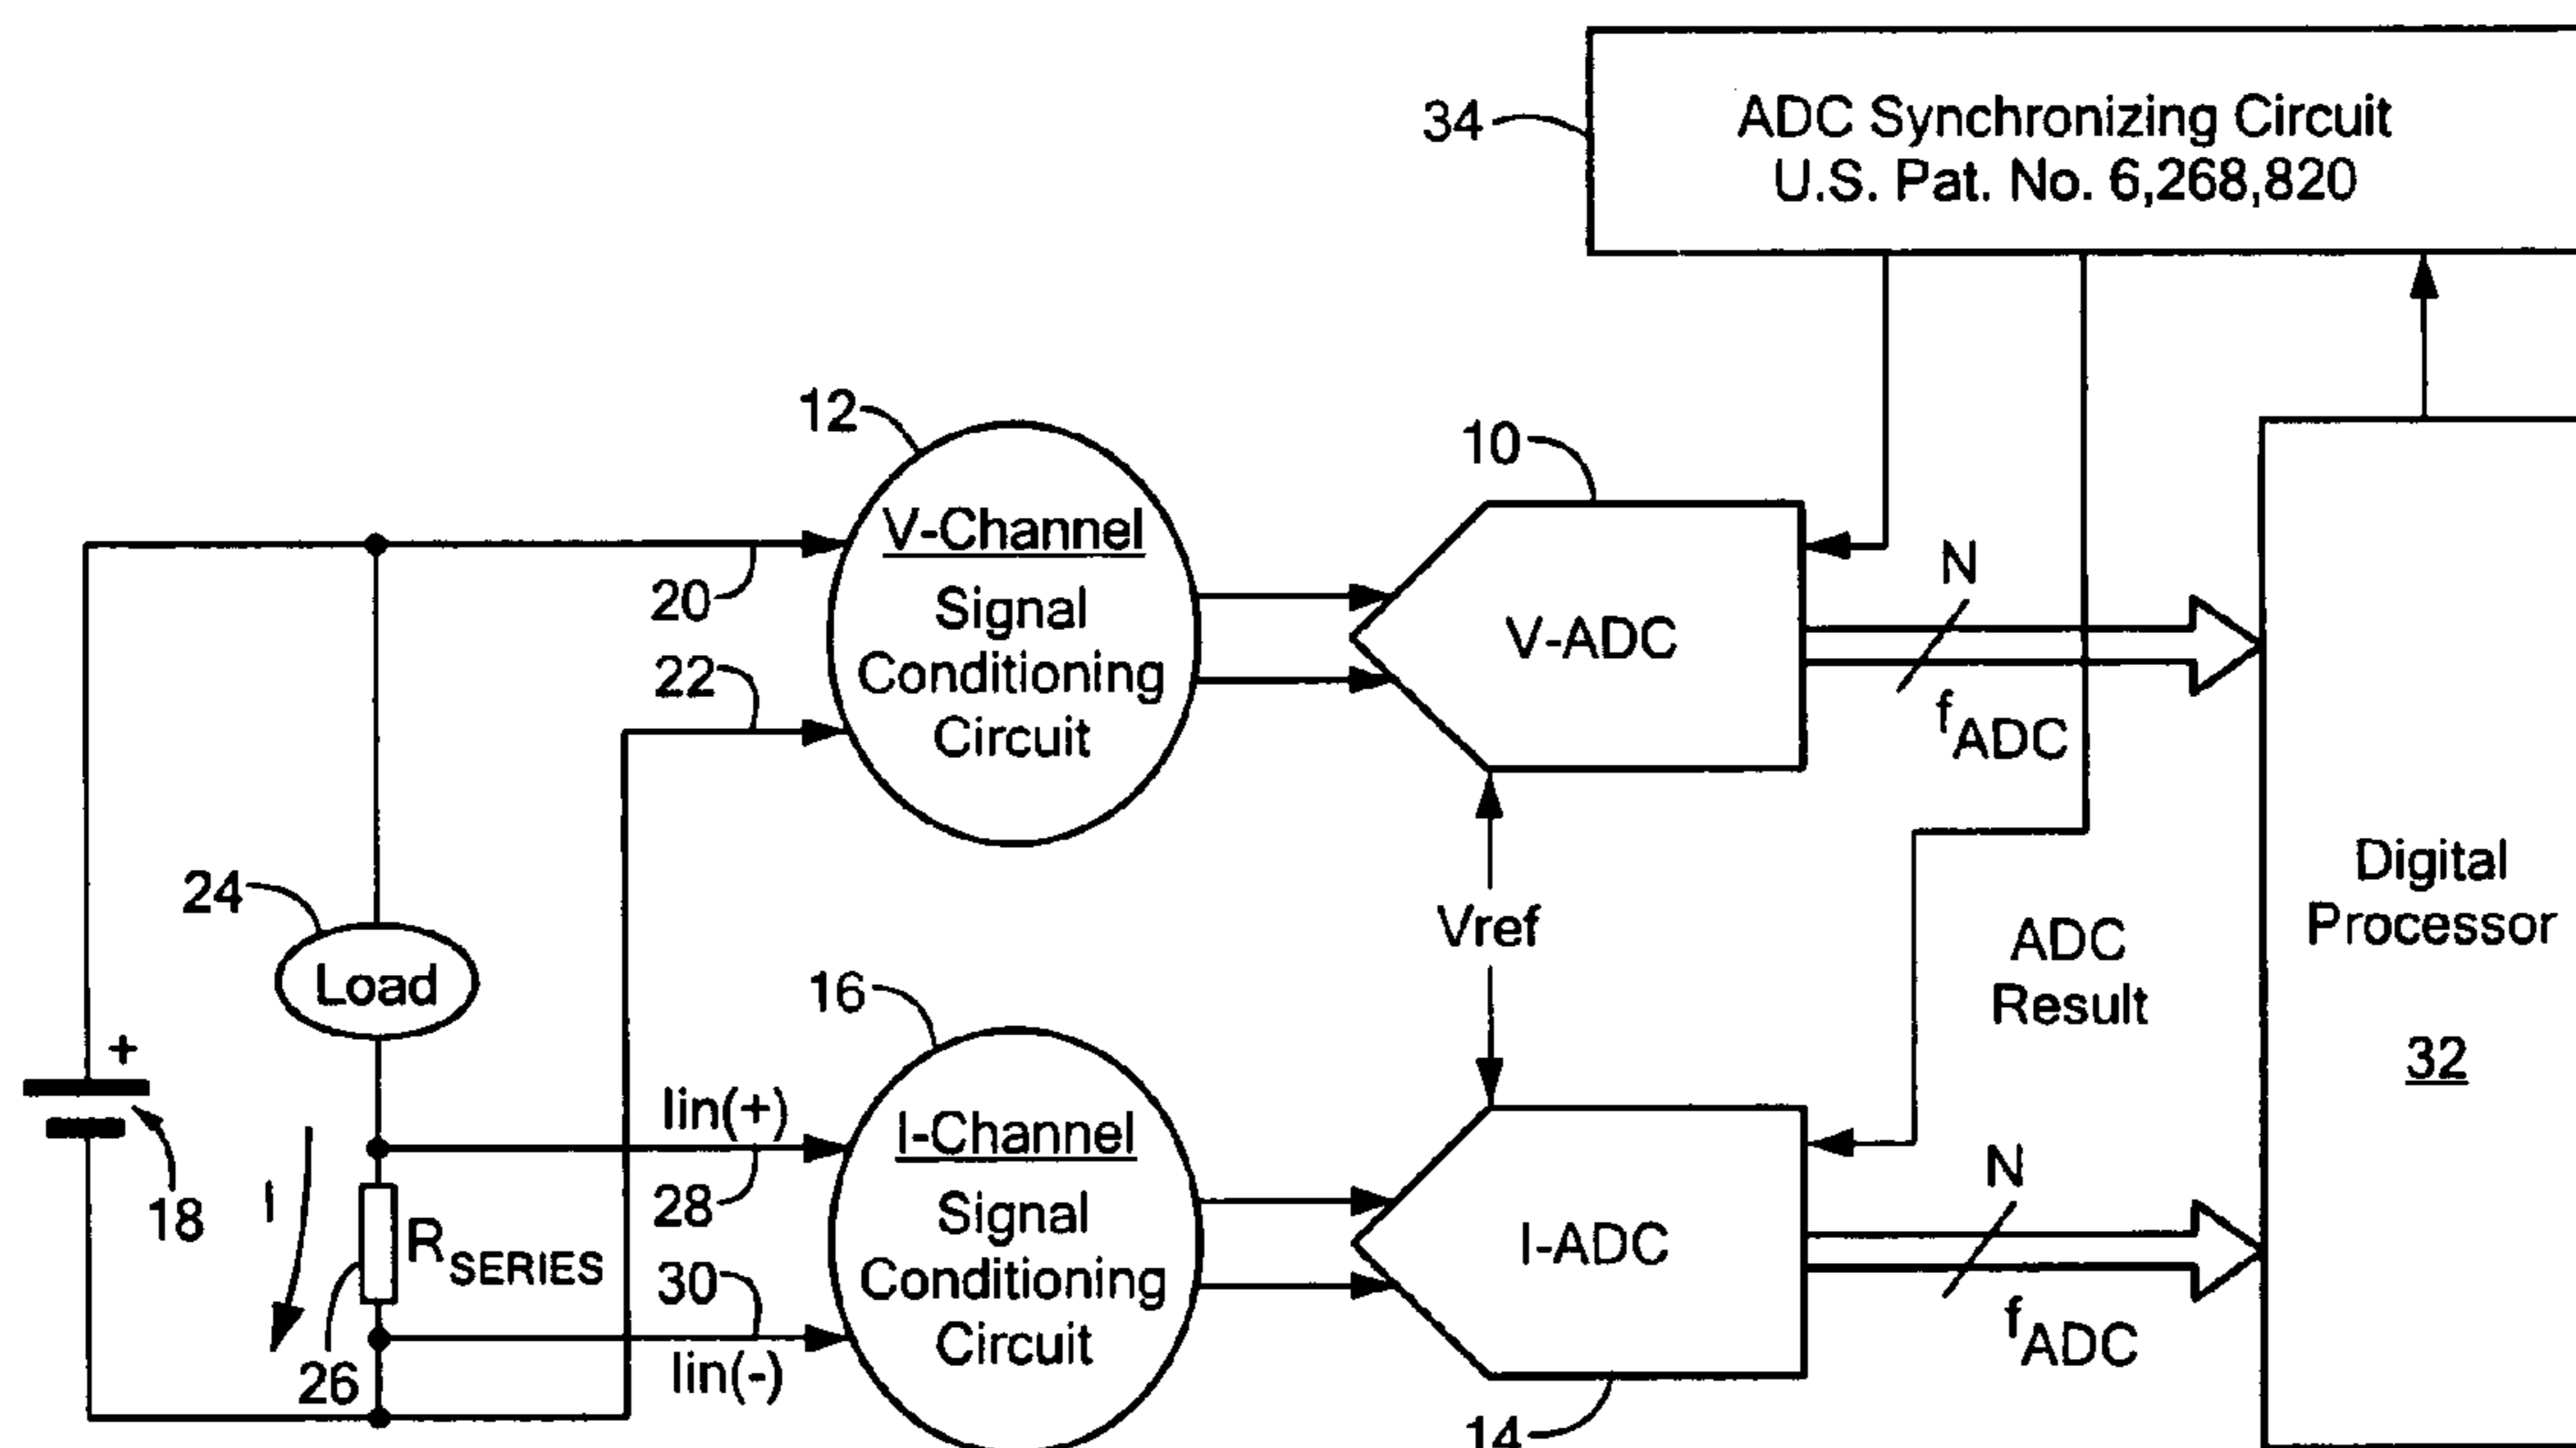 34
ADC Synchronizing Circuit
U.S. Pat. No. 6,268,820
12
10
V-Channel
Signal
Conditioning
Circuit
20
22
V-ADC
N
fADC
24
Load
Vref
ADC
Result
Digital
Processor
32
16
+
18
I
Iin(+)
28
RSERIES
26
30
Iin(-)
I-Channel
Signal
Conditioning
Circuit
I-ADC
N
fADC
14